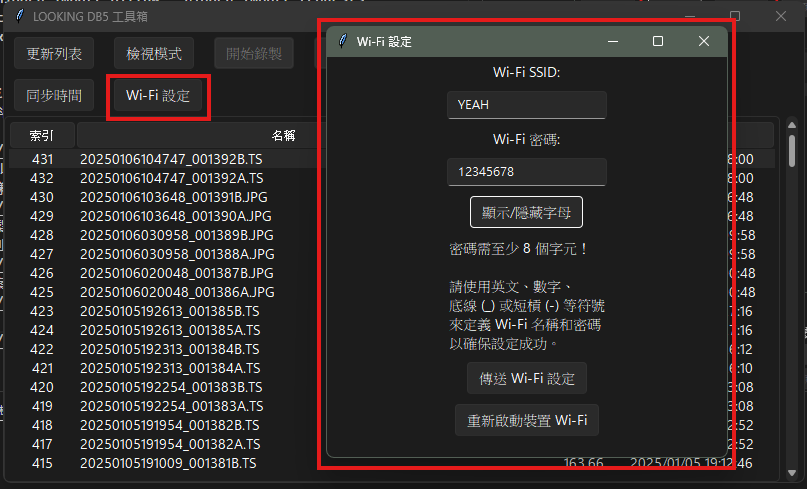 LOOKING DB5 工具箱
更新列表
檢視模式
開始錄製
同步時間
Wi-Fi 設定
索引
名稱
431 20250106104747_001392B.TS 8:00
432 20250106104747_001392A.TS 8:00
430 20250106103648_001391B.JPG 6:48
429 20250106103648_001390A.JPG 6:48
428 20250106030958_001389B.JPG 9:58
427 20250106030958_001388A.JPG 9:58
426 20250106020048_001387B.JPG 0:48
425 20250106020048_001386A.JPG 0:48
423 20250105192613_001385B.TS 7:16
424 20250105192613_001385A.TS 7:16
422 20250105192313_001384B.TS 6:12
421 20250105192313_001384A.TS 6:10
420 20250105192254_001383B.TS 3:08
419 20250105192254_001383A.TS 3:08
418 20250105191954_001382B.TS 2:52
417 20250105191954_001382A.TS 2:52
415 20250105191009_001381B.TS 163.66 2025/01/05 19:12:46
Wi-Fi 設定
Wi-Fi SSID:
YEAH
Wi-Fi 密碼:
12345678
顯示/隱藏字母
密碼需至少 8 個字元！
請使用英文、數字、
底線 (_) 或短槓 (-) 等符號
來定義 Wi-Fi 名稱和密碼
以確保設定成功。
傳送 Wi-Fi 設定
重新啟動裝置 Wi-Fi